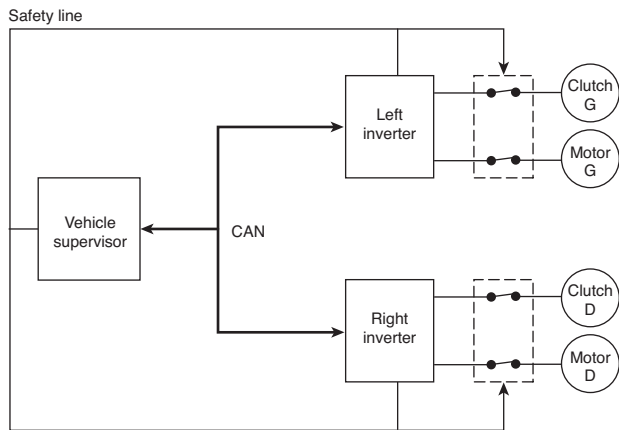 Safety line
Left
inverter
Clutch
G
Motor
G
Vehicle
supervisor
CAN
Right
inverter
Clutch
D
Motor
D